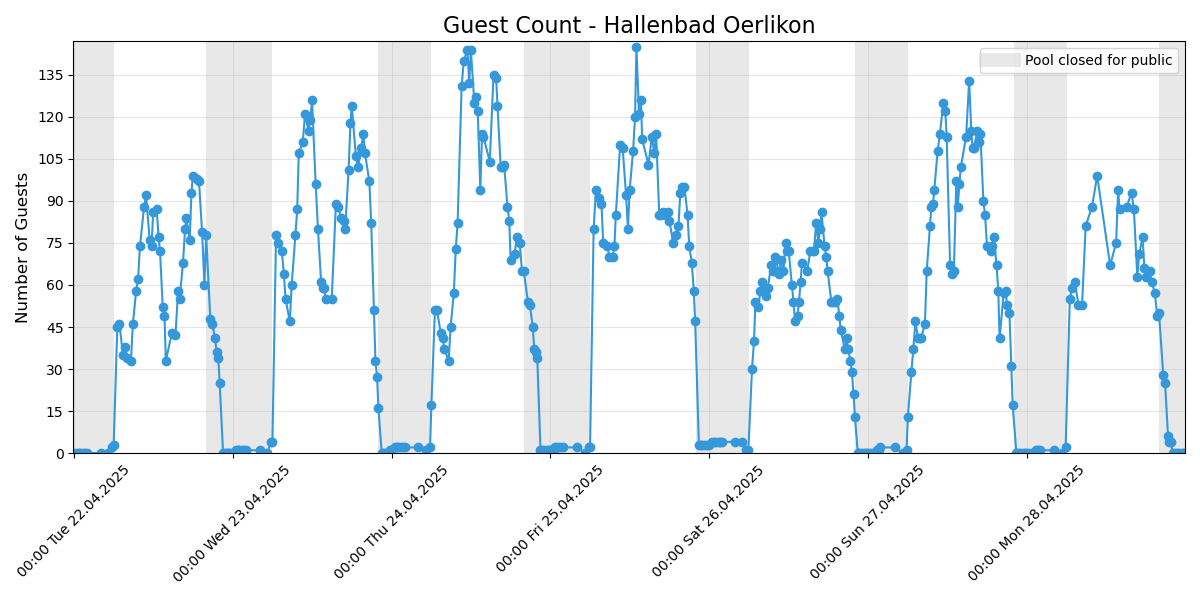 Guest Count - Hallenbad Oerlikon
Pool closed for public
Number of Guests
135
120
105
90
75
60
45
30
15
0
00:00 Tue 22.04.2025
00:00 Wed 23.04.2025
00:00 Thu 24.04.2025
00:00 Fri 25.04.2025
00:00 Sat 26.04.2025
00:00 Sun 27.04.2025
00:00 Mon 28.04.2025